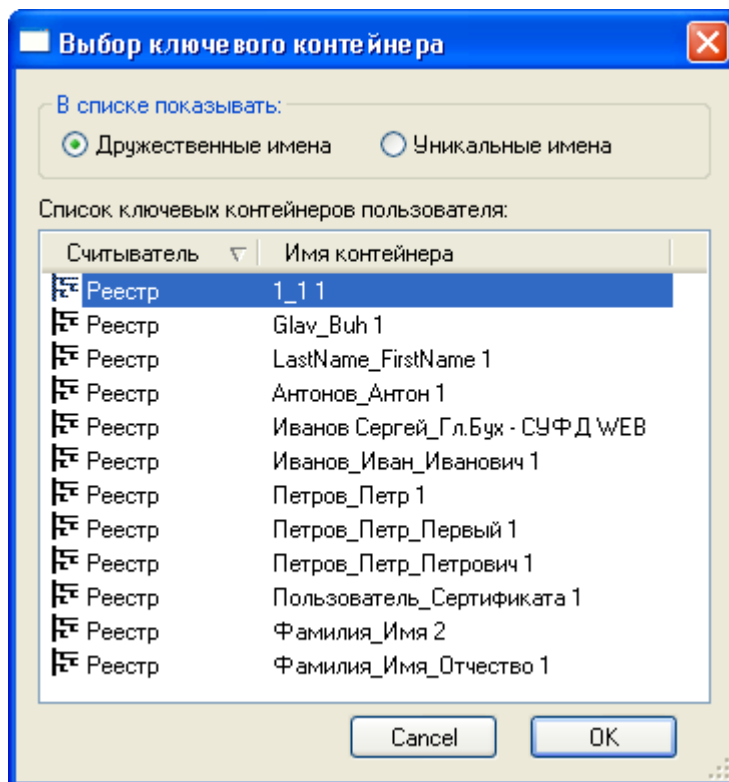 Выбор ключевого контейнера
В списке показывать:
Дружественные имена Уникальные имена
Список ключевых контейнеров пользователя:
Считыватель Имя контейнера
Реестр 1_1 1
Реестр Glav_Buh 1
Реестр LastName_FirstName 1
Реестр Антонов_Антон 1
Реестр Иванов Сергей_Гл.Бух - СУФД WEB
Реестр Иванов_Иван_Иванович 1
Реестр Петров_Петр 1
Реестр Петров_Петр_Первый 1
Реестр Петров_Петр_Петрович 1
Реестр Пользователь_Сертификата 1
Реестр Фамилия_Имя 2
Реестр Фамилия_Имя_Отчество 1
Cancel OK